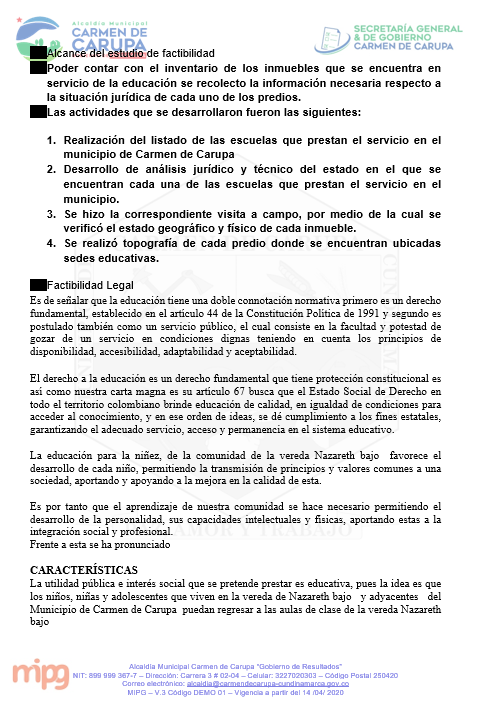 Alcaldía Municipal
CARMEN DE
CARUPA
SECRETARÍA GENERAL
& DE GOBIERNO
CARMEN DE CARUPA
Alcance del estudio de factibilidad
Poder contar con el inventario de los inmuebles que se encuentra en
servicio de la educación se recolecto la información necesaria respecto a
la situación jurídica de cada uno de los predios.
Las actividades que se desarrollaron fueron las siguientes:
1. Realización del listado de las escuelas que prestan el servicio en el
municipio de Carmen de Carupa
2. Desarrollo de análisis jurídico y técnico del estado en el que se
encuentran cada una de las escuelas que prestan el servicio en el
municipio.
3. Se hizo la correspondiente visita a campo, por medio de la cual se
verificó el estado geográfico y físico de cada inmueble.
4. Se realizó topografía de cada predio donde se encuentran ubicadas
sedes educativas.
Factibilidad Legal
Es de señalar que la educación tiene una doble connotación normativa primero es un derecho
fundamental, establecido en el artículo 44 de la Constitución Política de 1991 y segundo es
postulado también como un servicio público, el cual consiste en la facultad y potestad de
gozar de un servicio en condiciones dignas teniendo en cuenta los principios de
disponibilidad, accesibilidad, adaptabilidad y aceptabilidad.
El derecho a la educación es un derecho fundamental que tiene protección constitucional es
así como nuestra carta magna es su artículo 67 busca que el Estado Social de Derecho en
todo el territorio colombiano brinde educación de calidad, en igualdad de condiciones para
acceder al conocimiento, y en ese orden de ideas, se dé cumplimiento a los fines estatales,
garantizando el adecuado servicio, acceso y permanencia en el sistema educativo.
La educación para la niñez, de la comunidad de la vereda Nazareth bajo favorece el
desarrollo de cada niño, permitiendo la transmisión de principios y valores comunes a una
sociedad, aportando y apoyando a la mejora en la calidad de esta.
Es por tanto que el aprendizaje de nuestra comunidad se hace necesario permitiendo el
desarrollo de la personalidad, sus capacidades intelectuales y físicas, aportando estas a la
integración social y profesional.
Frente a esta se ha pronunciado
CARACTERÍSTICAS
La utilidad pública e interés social que se pretende prestar es educativa, pues la idea es que
los niños, niñas y adolescentes que viven en la vereda de Nazareth bajo y adyacentes del
Municipio de Carmen de Carupa puedan regresar a las aulas de clase de la vereda Nazareth
bajo
mipg
Alcaldía Municipal Carmen de Carupa "Gobierno de Resultados"
NIT: 899 999 367-7 – Dirección: Carrera 3 # 02-04 – Celular: 3227020303 – Código Postal 250420
Correo electrónico: alcaldia@carmendecarupa-cundinamarca.gov.co
MIPG – V.3 Código DEMO 01 – Vigencia a partir del 14 /04/ 2020